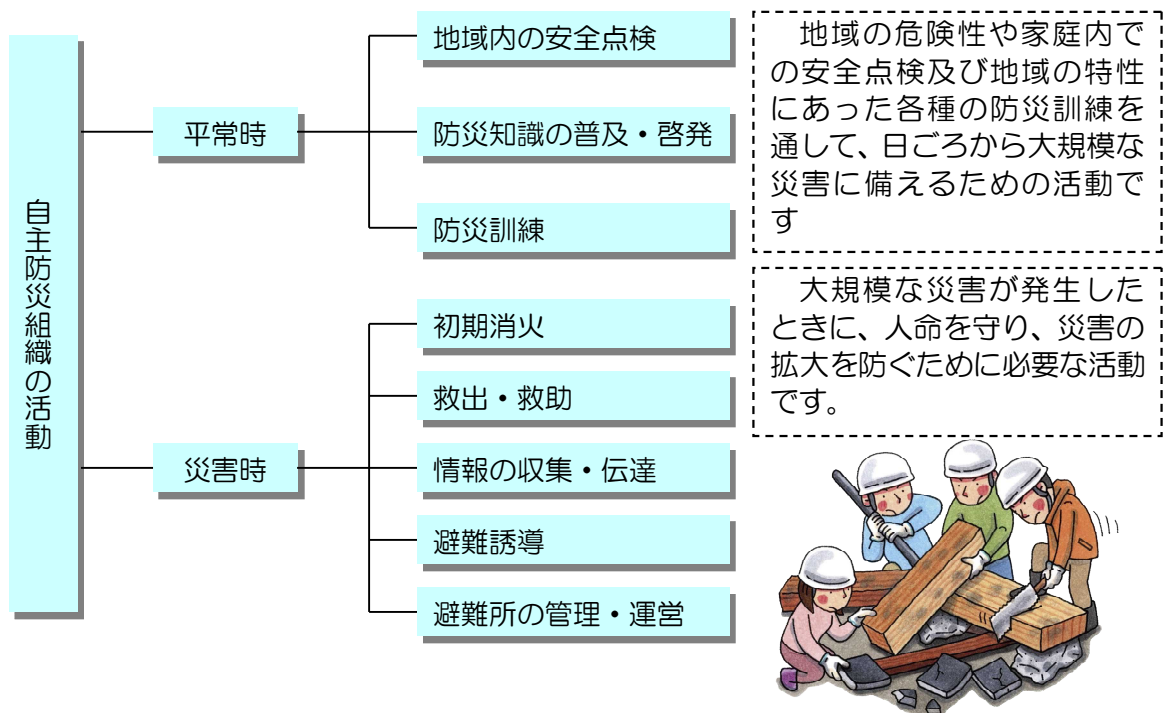 自主防災組織の活動
平常時
地域内の安全点検
防災知識の普及・啓発
防災訓練
地域の危険性や家庭内で
の安全点検及び地域の特性
にあった各種の防災訓練を
通して、日ごろから大規模な
災害に備えるための活動で
す
災害時
初期消火
救出・救助
情報の収集・伝達
避難誘導
避難所の管理・運営
大規模な災害が発生した
ときに、人命を守り、災害の
拡大を防ぐために必要な活動
です。